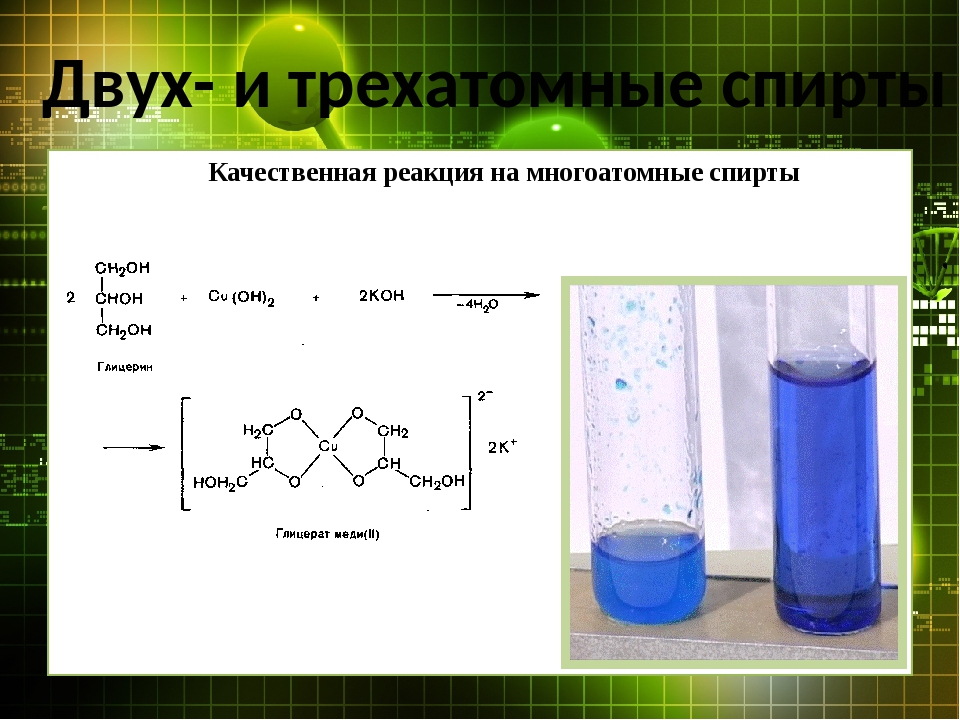 Двух- и трехатомные спирты
Качественная реакция на многоатомные спирты
CH₂OH
2 CHOH + Cu(OH)₂ + 2KOH −4H₂O
CH₂OH
Глицерин
2−
O O
H₂C CH2
Cu 2K⁺
HC CH
HOH₂C O O CH₂OH
Глицерат меди(II)